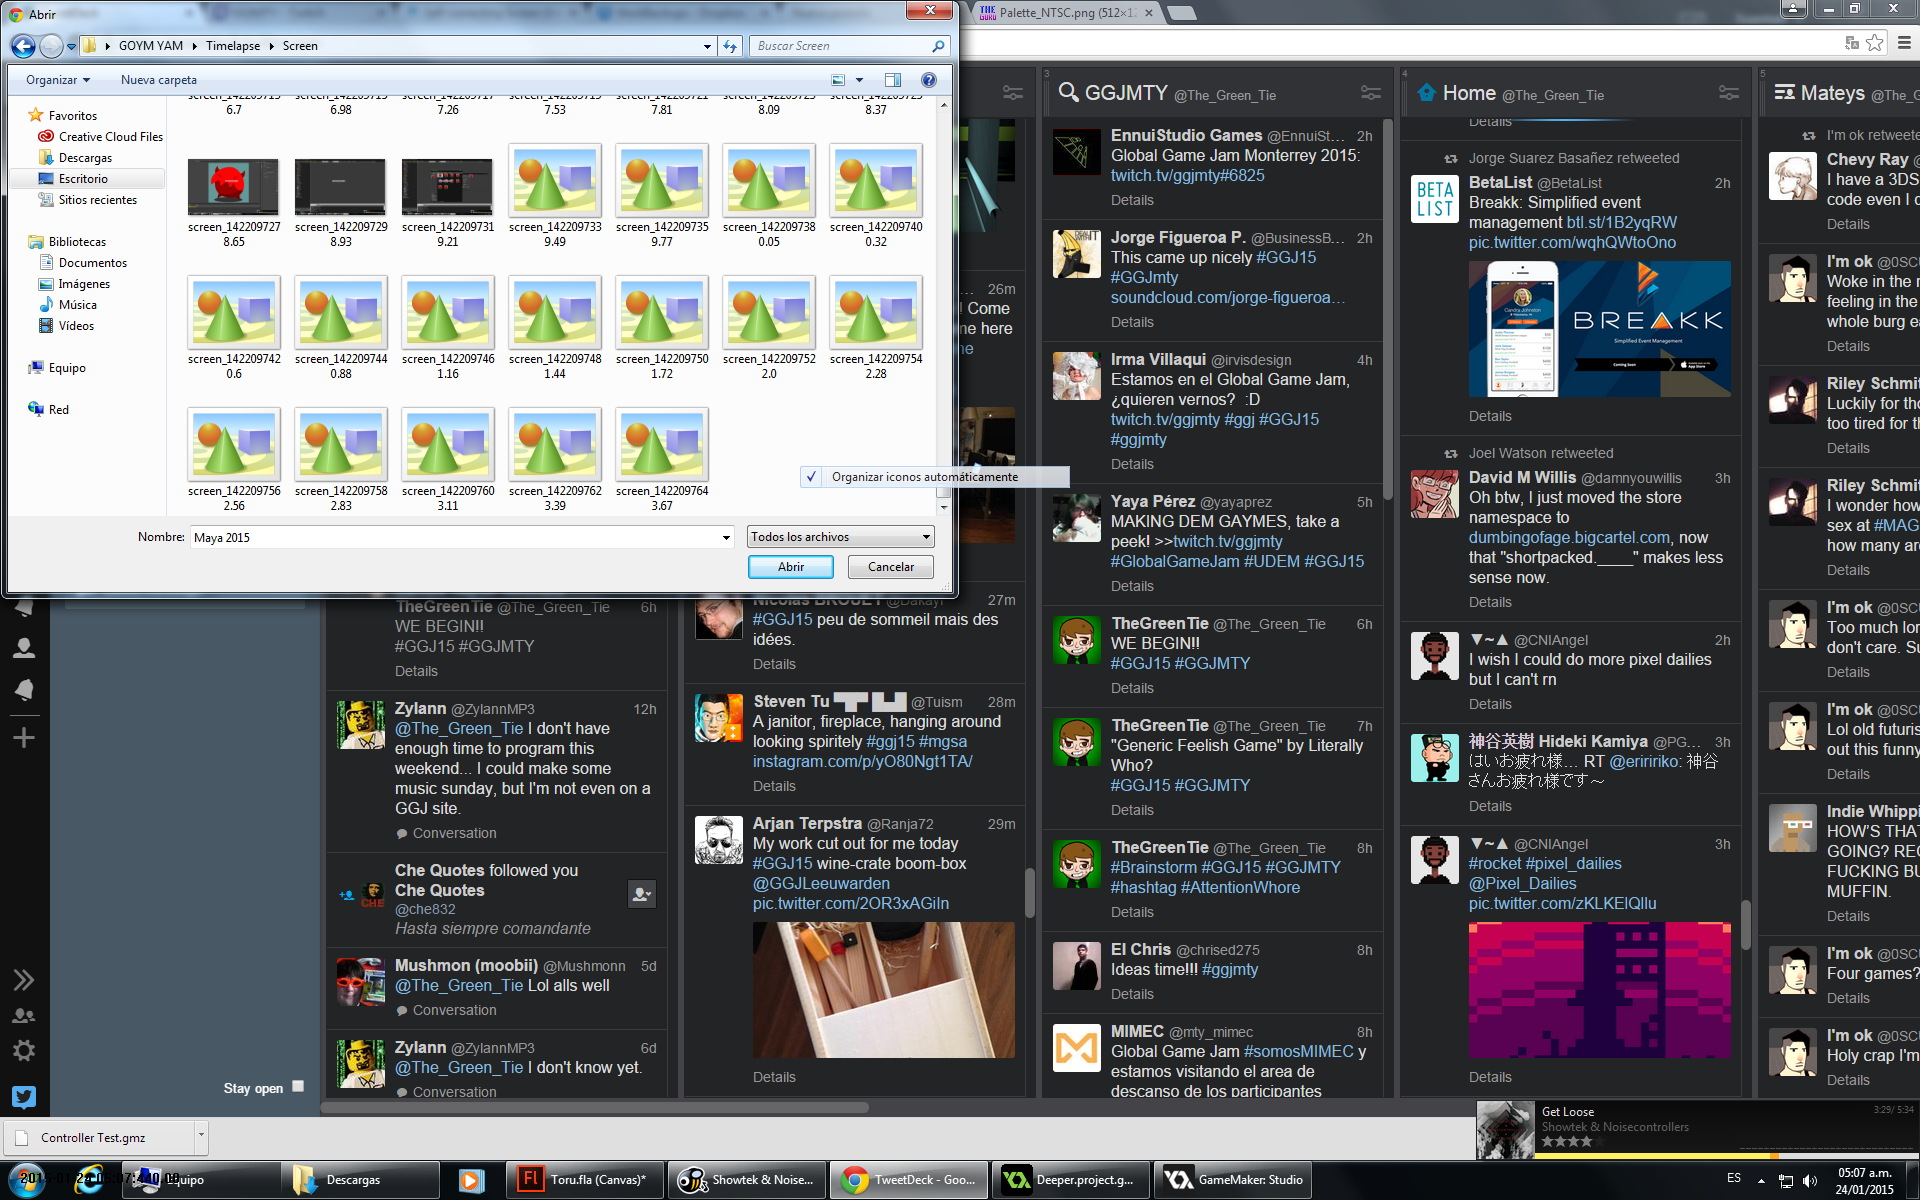 Abrir
Palette_NTSC.png (512×1
GOYM YAM
Timelapse
Screen
Buscar Screen
Organizar
Nueva carpeta
Favoritos
Creative Cloud Files
Descargas
Escritorio
Sitios recientes
Bibliotecas
Documentos
Imágenes
Música
Vídeos
Equipo
Red
6.7
6.98
7.26
7.53
7.81
8.09
8.37
screen_142209727
8.65
screen_142209729
8.93
screen_142209731
9.21
screen_142209733
9.49
screen_142209735
9.77
screen_142209738
0.05
screen_142209740
0.32
screen_142209742
0.6
screen_142209744
0.88
screen_142209746
1.16
screen_142209748
1.44
screen_142209750
1.72
screen_142209752
2.0
screen_142209754
2.28
screen_142209756
2.56
screen_142209758
2.83
screen_142209760
3.11
screen_142209762
3.39
screen_142209764
3.67
Organizar iconos automáticamente
Nombre:
Maya 2015
Todos los archivos
Abrir
Cancelar
TheGreenTie @The_Green_Tie 6h
WE BEGIN!!
#GGJ15 #GGJMTY
Details
Zylann @ZylannMP3 12h
@The_Green_Tie I don't have
enough time to program this
weekend... I could make some
music sunday, but I'm not even on a
GGJ site.
Conversation
Che Quotes followed you
Che Quotes
@che832
Hasta siempre comandante
Mushmon (moobii) @Mushmonn 5d
@The_Green_Tie Lol alls well
Conversation
Zylann @ZylannMP3 6d
@The_Green_Tie I don't know yet.
Conversation
Stay open
26m
! Come
me here
me
Nicolas BROUET @Dakayl 27m
#GGJ15 peu de sommeil mais des
idées.
Details
Steven Tu @Tuism 28m
A janitor, fireplace, hanging around
looking spiritely #ggj15 #mgsa
instagram.com/p/yO80Ngt1TA/
Details
Arjan Terpstra @Ranja72 29m
My work cut out for me today
#GGJ15 wine-crate boom-box
@GGJLeeuwarden
pic.twitter.com/2OR3xAGiIn
Details
3
GGJMTY @The_Green_Tie
EnnuiStudio Games @EnnuiSt... 2h
Global Game Jam Monterrey 2015:
twitch.tv/ggjmty#6825
Details
Jorge Figueroa P. @BusinessB... 2h
This came up nicely #GGJ15
#GGJmty
soundcloud.com/jorge-figueroa...
Details
Irma Villaqui @irvisdesign 4h
Estamos en el Global Game Jam,
¿quieren vernos? :D
twitch.tv/ggjmty #ggj #GGJ15
#ggjmty
Details
Yaya Pérez @yayaprez 5h
MAKING DEM GAYMES, take a
peek! >>twitch.tv/ggjmty
#GlobalGameJam #UDEM #GGJ15
Details
TheGreenTie @The_Green_Tie 6h
WE BEGIN!!
#GGJ15 #GGJMTY
Details
TheGreenTie @The_Green_Tie 7h
"Generic Feelish Game" by Literally
Who?
#GGJ15 #GGJMTY
Details
TheGreenTie @The_Green_Tie 8h
#Brainstorm #GGJ15 #GGJMTY
#hashtag #AttentionWhore
Details
El Chris @chrised275 8h
Ideas time!!! #ggjmty
Details
MIMEC @mty_mimec 8h
Global Game Jam #somosMIMEC y
estamos visitando el area de
descanso de los participantes
4
Home @The_Green_Tie
Details
Jorge Suarez Basañez retweeted
BETA
LIST
BetaList @BetaList 2h
Breakk: Simplified event
management btl.st/1B2yqRW
pic.twitter.com/wqhQWtoOno
BREAKK
Simplified Event Management
Coming soon
App Store
Details
Joel Watson retweeted
David M Willis @damnyouwillis 3h
Oh btw, I just moved the store
namespace to
dumbingofage.bigcartel.com, now
that "shortpacked.____" makes less
sense now.
Details
▼~▲ @CNIAngel 2h
I wish I could do more pixel dailies
but I can't rn
Details
神谷英樹 Hideki Kamiya @PG... 3h
はいお疲れ様... RT @eriririko: 神谷
さんお疲れ様です～
Details
▼~▲ @CNIAngel 3h
#rocket #pixel_dailies
@Pixel_Dailies
pic.twitter.com/zKLKElQllu
Details
5
Mateys @The_G
I'm ok retweete
Chevy Ray @
I have a 3DS
code even I c
Details
I'm ok @0SC
Woke in the r
feeling in the
whole burg ea
Details
Riley Schmit
Luckily for tho
too tired for th
Details
Riley Schmit
I wonder how
sex at #MAG
how many are
Details
I'm ok @0SC
Too much lon
don't care. Su
Details
I'm ok @0SC
Lol old futuris
out this funny
Details
Indie Whippi
HOW'S THAT
GOING? REC
FUCKING BU
MUFFIN.
Details
I'm ok @0SC
Four games?
Details
I'm ok @0SC
Holy crap I'm
Details
Controller Test.gmz
Get Loose
Showtek & Noisecontrollers
3:29/ 5:34
Equipo
Descargas
Toru.fla (Canvas)*
Showtek & Noise...
TweetDeck - Goo...
Deeper.project.g...
GameMaker: Studio
ES
05:07 a.m.
24/01/2015